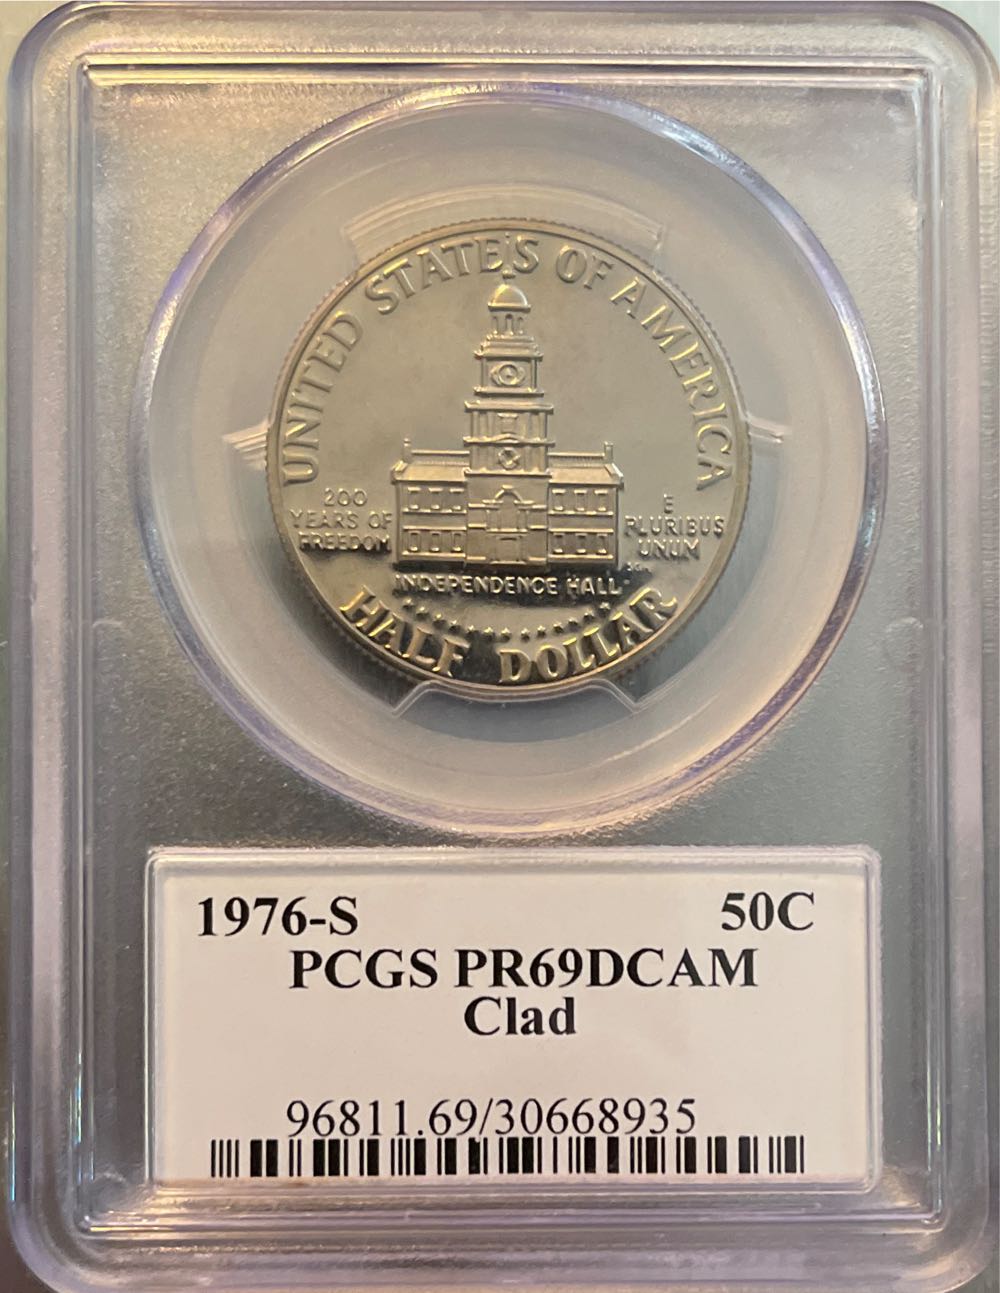 UNITED STATES OF AMERICA
200
YEARS OF
FREEDOM
E
PLURIBUS
UNUM
INDEPENDENCE HALL
HALF DOLLAR
1976-S 50C
PCGS PR69DCAM
Clad
96811.69/30668935